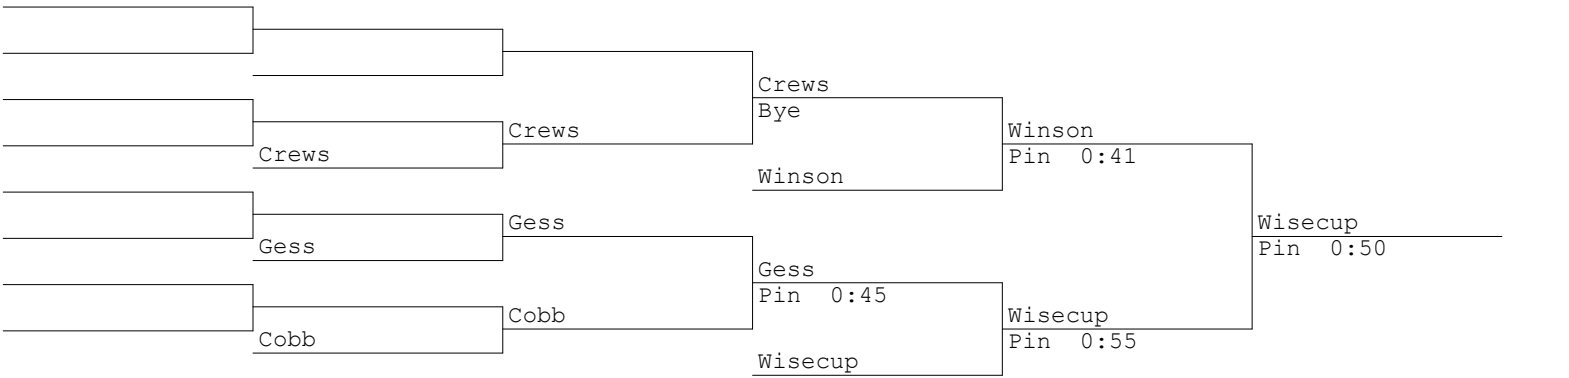 Crews
Bye
Crews
Winson
Pin 0:41
Crews
Winson
Gess
Wisecup
Pin 0:50
Gess
Gess
Pin 0:45
Cobb
Wisecup
Pin 0:55
Cobb
Wisecup